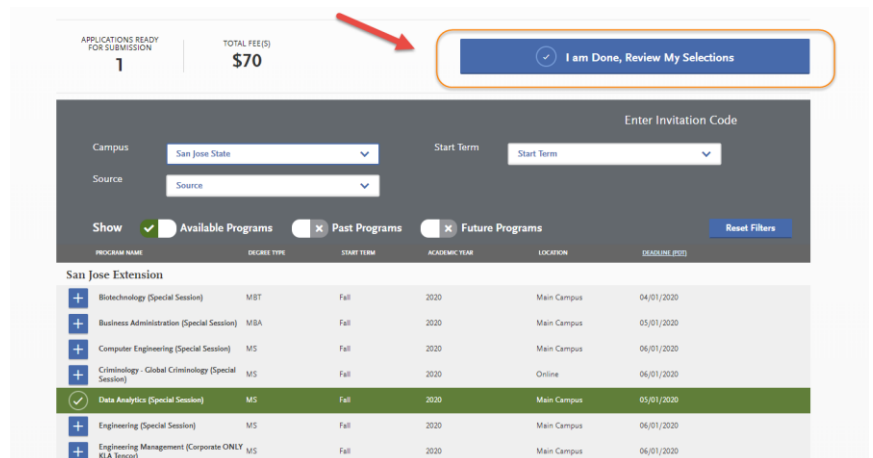 APPLICATIONS READY
FOR SUBMISSION
1
TOTAL FEE(S)
$70
I am Done, Review My Selections
Enter Invitation Code
Campus
San Jose State
Start Term
Start Term
Source
Source
Show Available Programs Past Programs Future Programs Reset Filters
PROGRAM NAME DEGREE TYPE START TERM ACADEMIC YEAR LOCATION DEADLINE (PDT)
San Jose Extension
Biotechnology (Special Session) MBT Fall 2020 Main Campus 04/01/2020
Business Administration (Special Session) MBA Fall 2020 Main Campus 05/01/2020
Computer Engineering (Special Session) MS Fall 2020 Main Campus 06/01/2020
Criminology - Global Criminology (Special
Session) MS Fall 2020 Online 06/01/2020
Data Analytics (Special Session) MS Fall 2020 Main Campus 05/01/2020
Engineering (Special Session) MS Fall 2020 Main Campus 06/01/2020
Engineering Management (Corporate ONLY
KLA Tencor) MS Fall 2020 Main Campus 06/01/2020